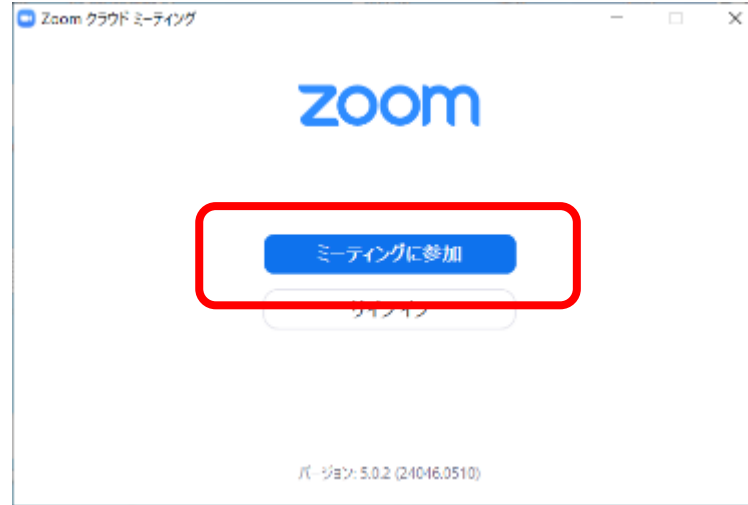 Zoom クラウド ミーティング
zoom
ミーティングに参加
サインイン
バージョン: 5.0.2 (24046.0510)